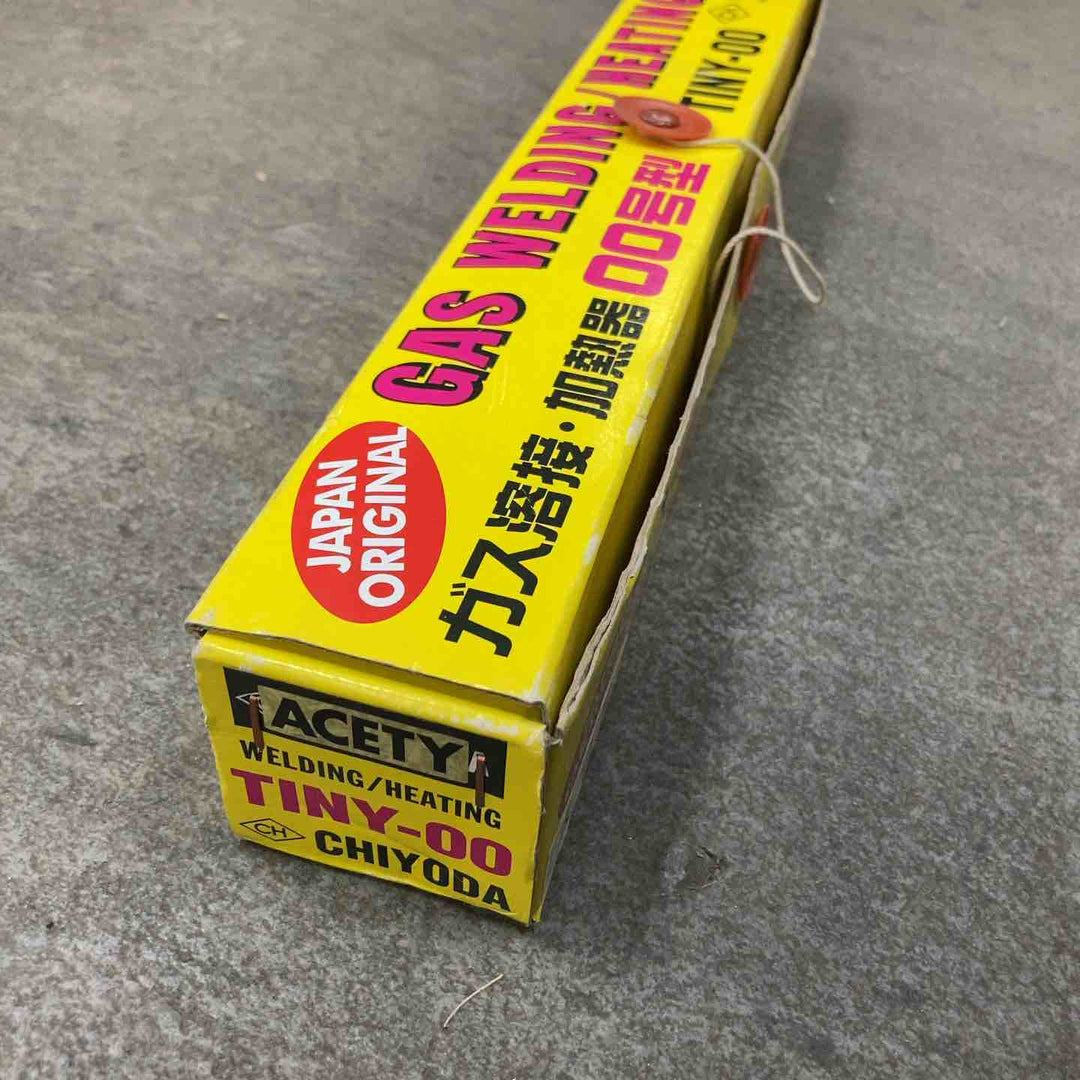 GAS WELDING/HEATING
TINY-00
ガス溶接・加熱器 00号型
JAPAN
ORIGINAL
ACETY
WELDING/HEATING
TINY-00
CH
CHIYODA